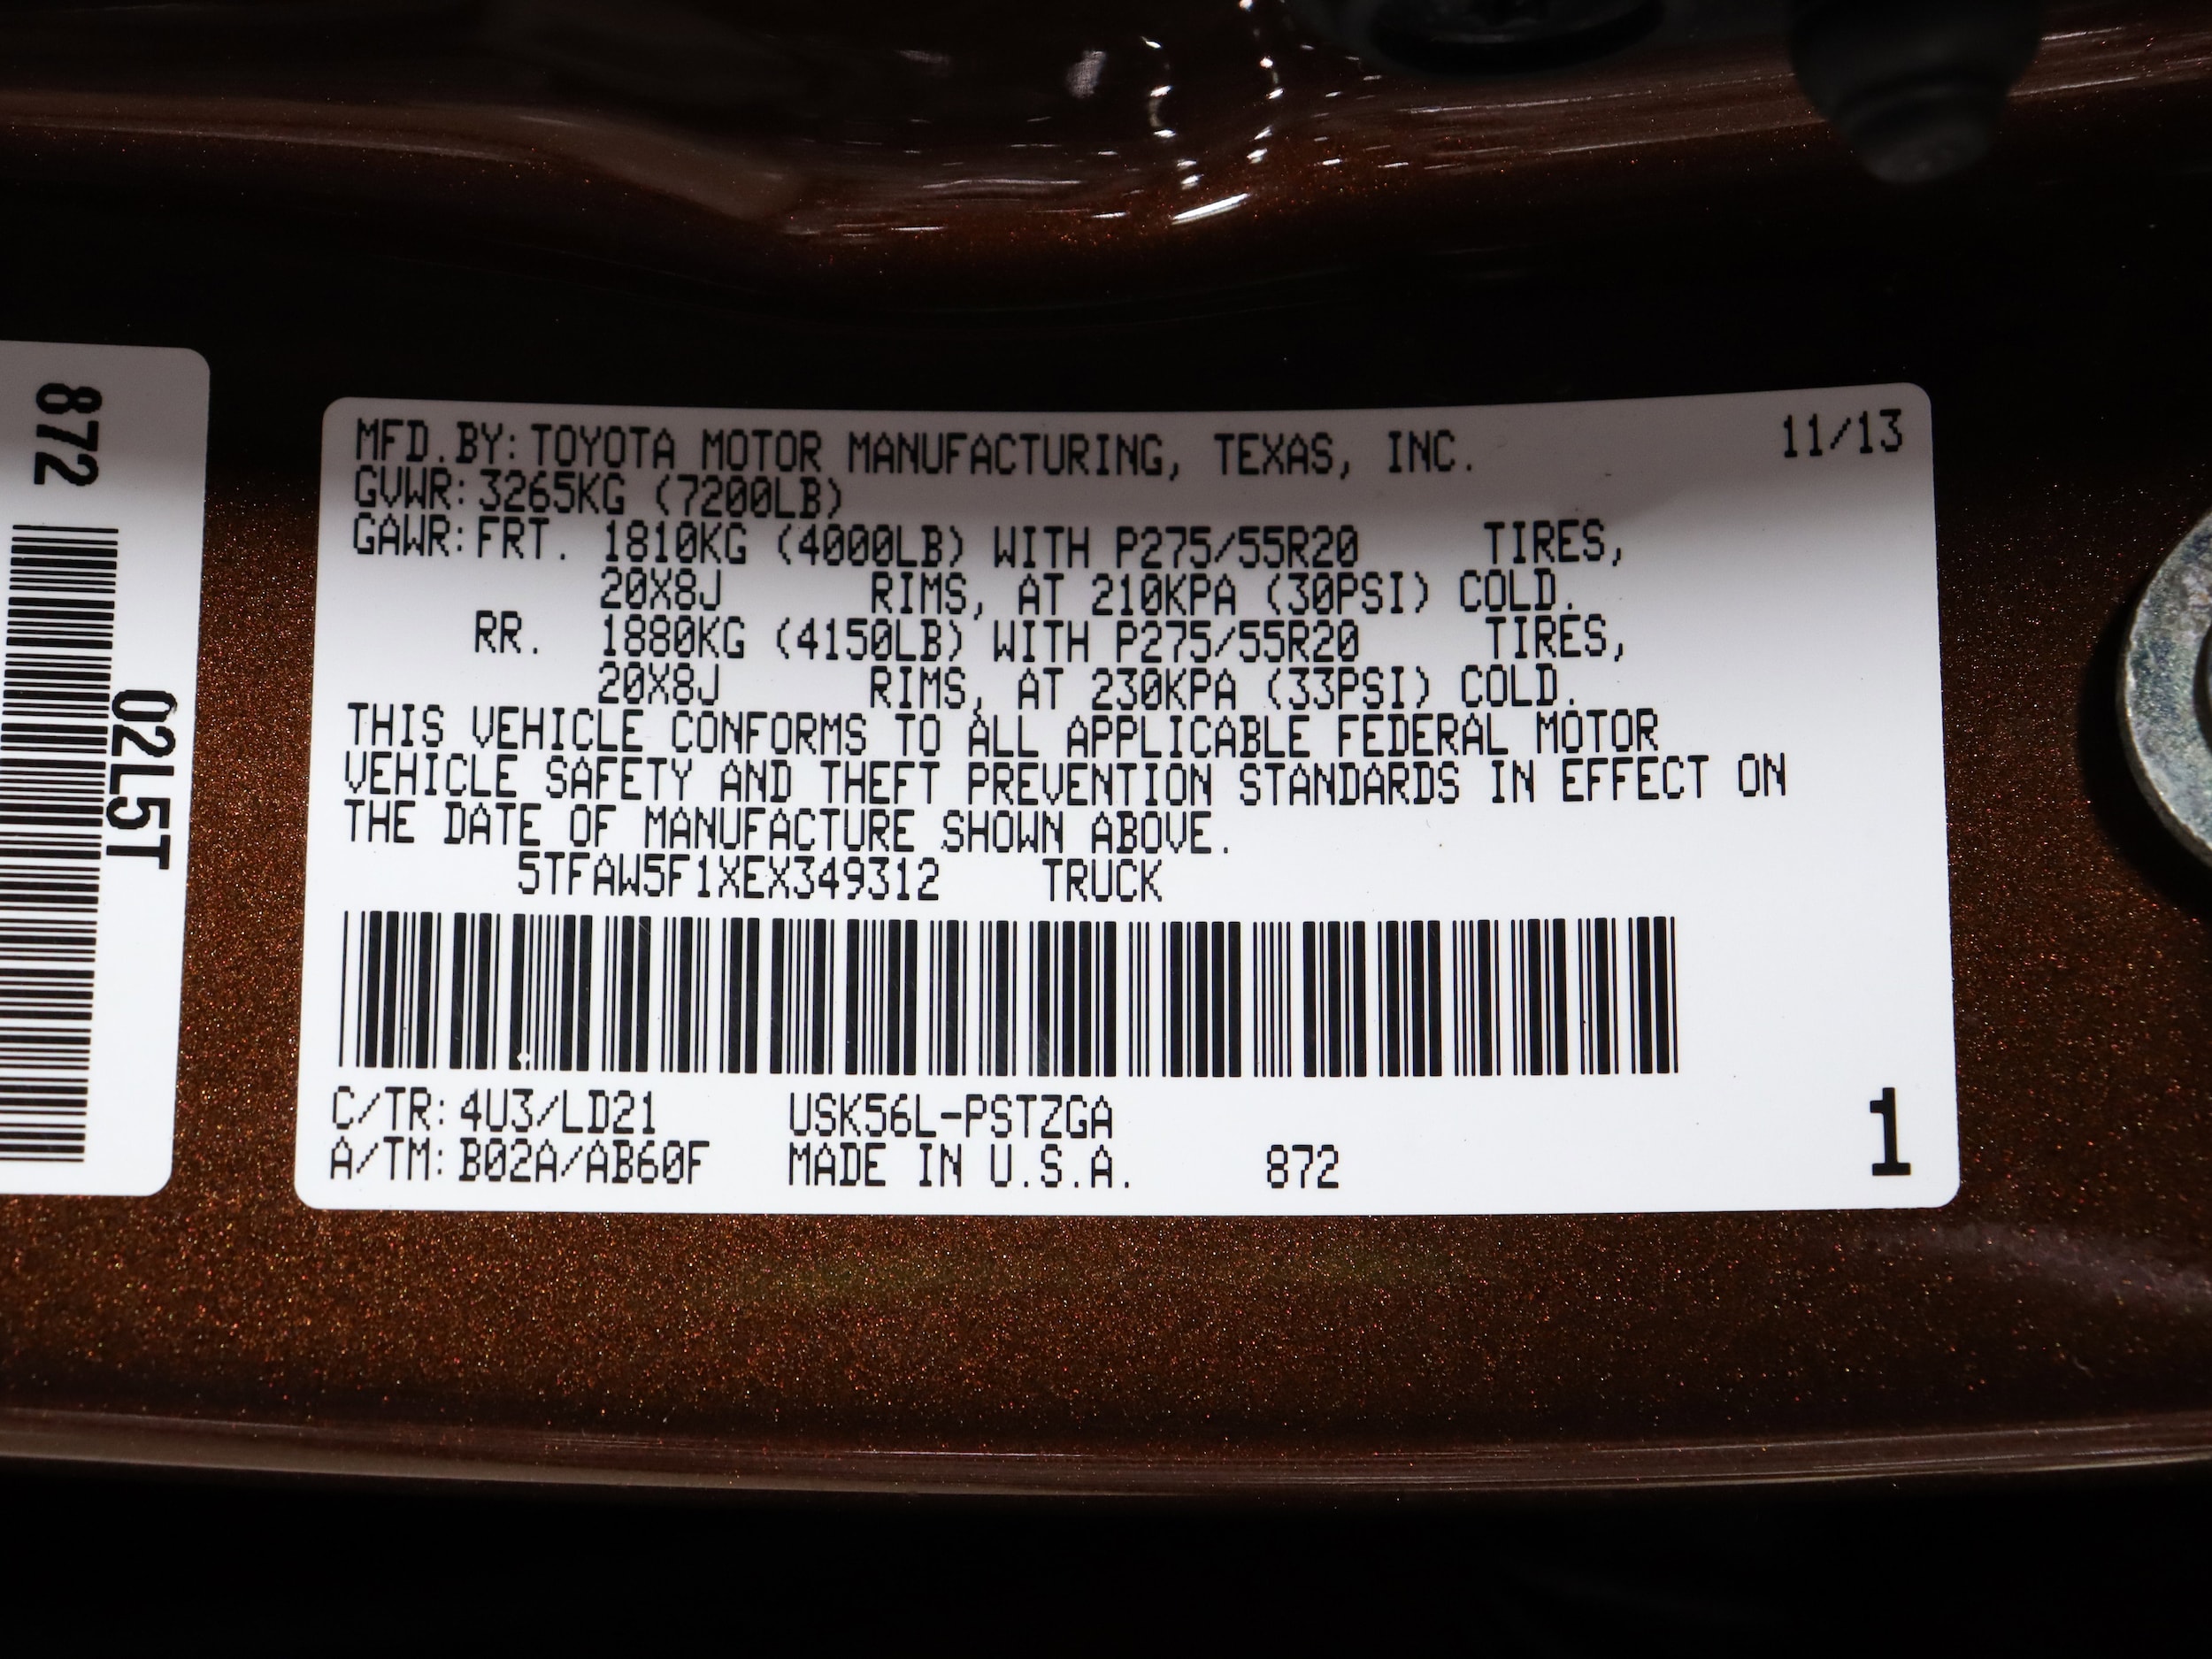 872
02L5T
MFD.BY: TOYOTA MOTOR MANUFACTURING, TEXAS, INC. 11/13
GVWR: 3265KG (7200LB)
GAWR: FRT. 1810KG (4000LB) WITH P275/55R20 TIRES,
20X8J RIMS, AT 210KPA (30PSI) COLD.
RR. 1880KG (4150LB) WITH P275/55R20 TIRES,
20X8J RIMS, AT 230KPA (33PSI) COLD.
THIS VEHICLE CONFORMS TO ALL APPLICABLE FEDERAL MOTOR
VEHICLE SAFETY AND THEFT PREVENTION STANDARDS IN EFFECT ON
THE DATE OF MANUFACTURE SHOWN ABOVE.
5TFAW5F1XEX349312 TRUCK
C/TR: 4U3/LD21 USK56L-PSTZGA
A/TM: B02A/AB60F MADE IN U.S.A. 872 1